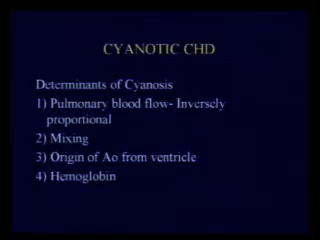 CYANOTIC CHD
Determinants of Cyanosis
1) Pulmonary blood flow- Inversely
proportional
2) Mixing
3) Origin of Ao from ventricle
4) Hemoglobin